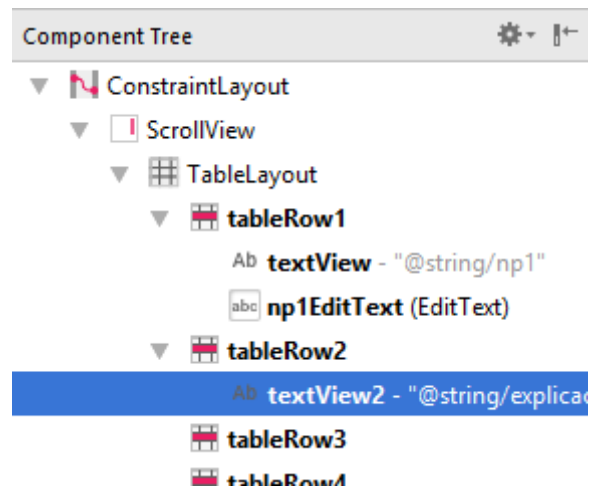 Component Tree
ConstraintLayout
ScrollView
TableLayout
tableRow1
Ab textView - "@string/np1"
abc np1EditText (EditText)
tableRow2
Ab textView2 - "@string/explicac
tableRow3
tableRow4